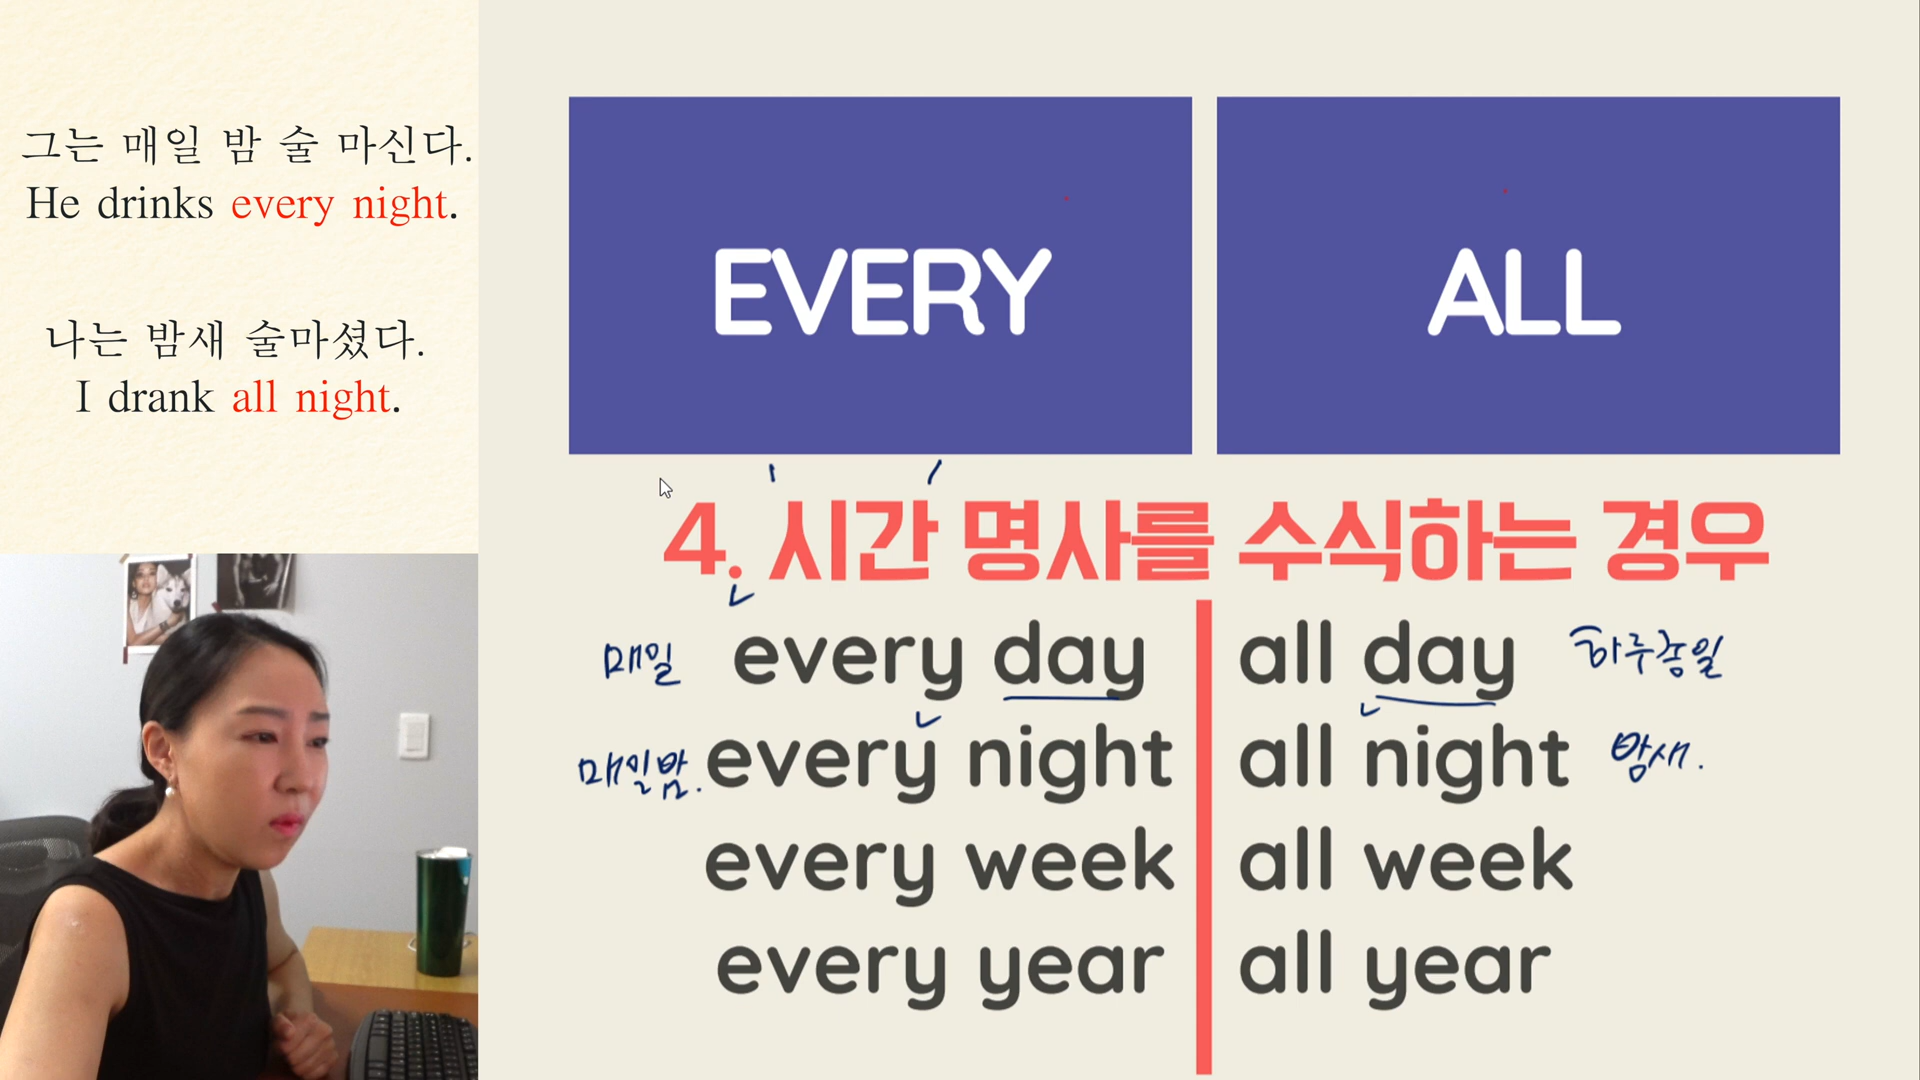 그는 매일 밤 술 마신다.
He drinks every night.
나는 밤새 술마셨다.
I drank all night.
EVERY
ALL
4. 시간 명사를 수식하는 경우
매일 every day
all day 하루종일
매일밤. every night
all night 밤새.
every week
all week
every year
all year